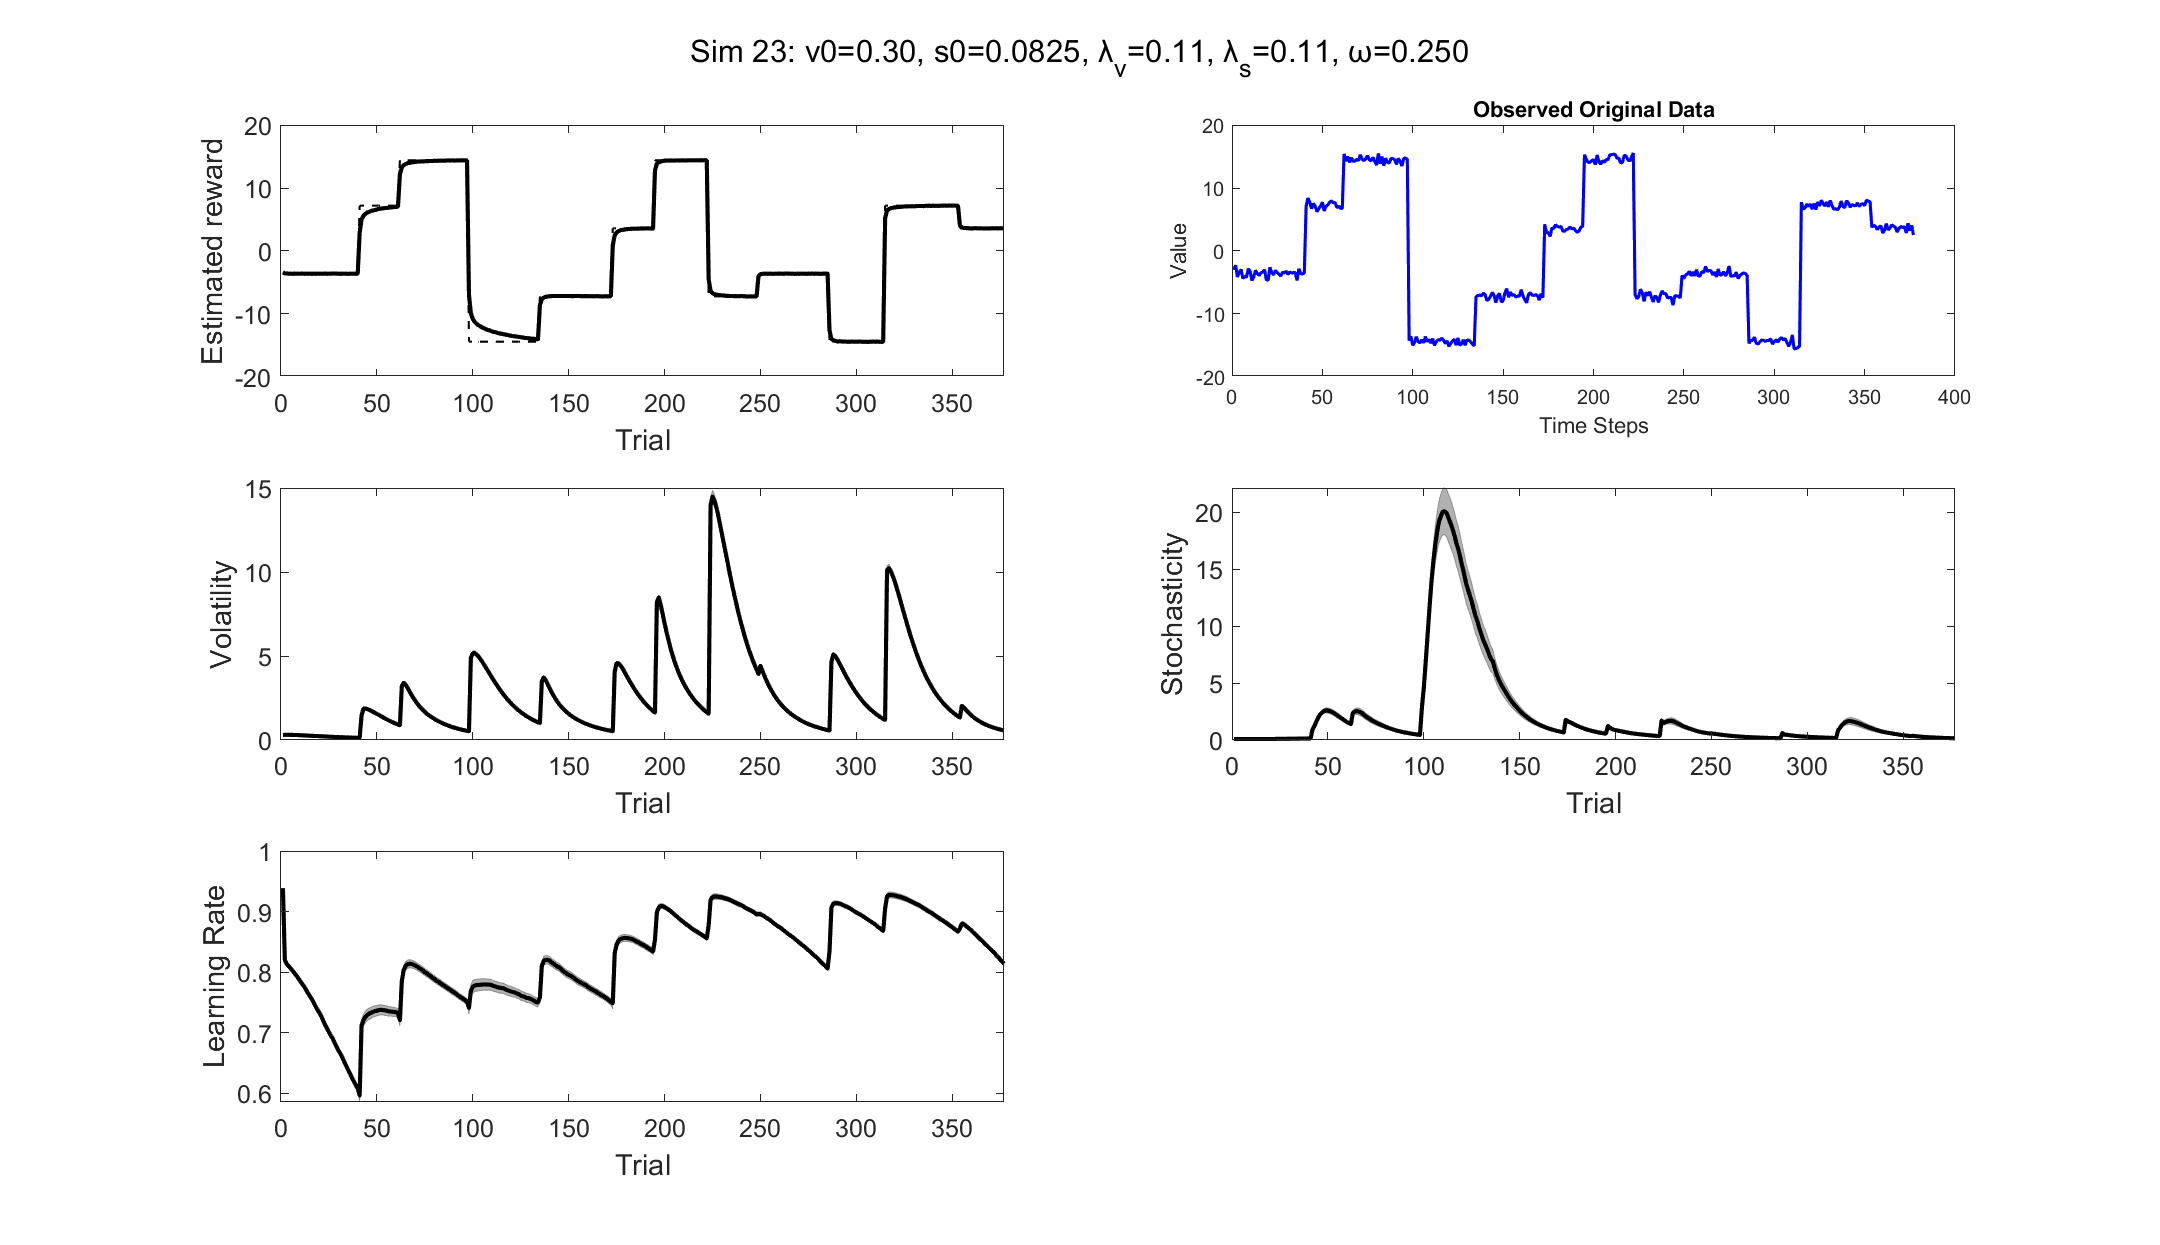 Sim 23: v0=0.30, s0=0.0825, λv=0.11, λs=0.11, ω=0.250
Estimated reward
20
10
0
-10
-20
0 50 100 150 200 250 300 350
Trial
Observed Original Data
Value
20
10
0
-10
-20
0 50 100 150 200 250 300 350 400
Time Steps
Volatility
15
10
5
0
0 50 100 150 200 250 300 350
Trial
Stochasticity
20
15
10
5
0
0 50 100 150 200 250 300 350
Trial
Learning Rate
1
0.9
0.8
0.7
0.6
0 50 100 150 200 250 300 350
Trial